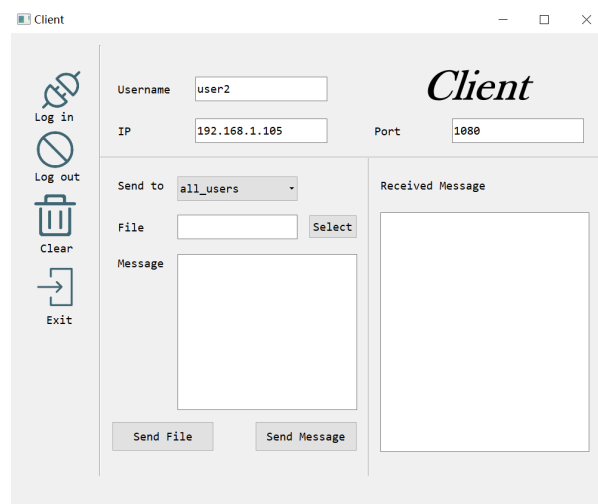 Client
Log in
Log out
Clear
Exit
Username user2
Client
IP 192.168.1.105 Port 1080
Send to all_users
File Select
Message
Send File Send Message
Received Message